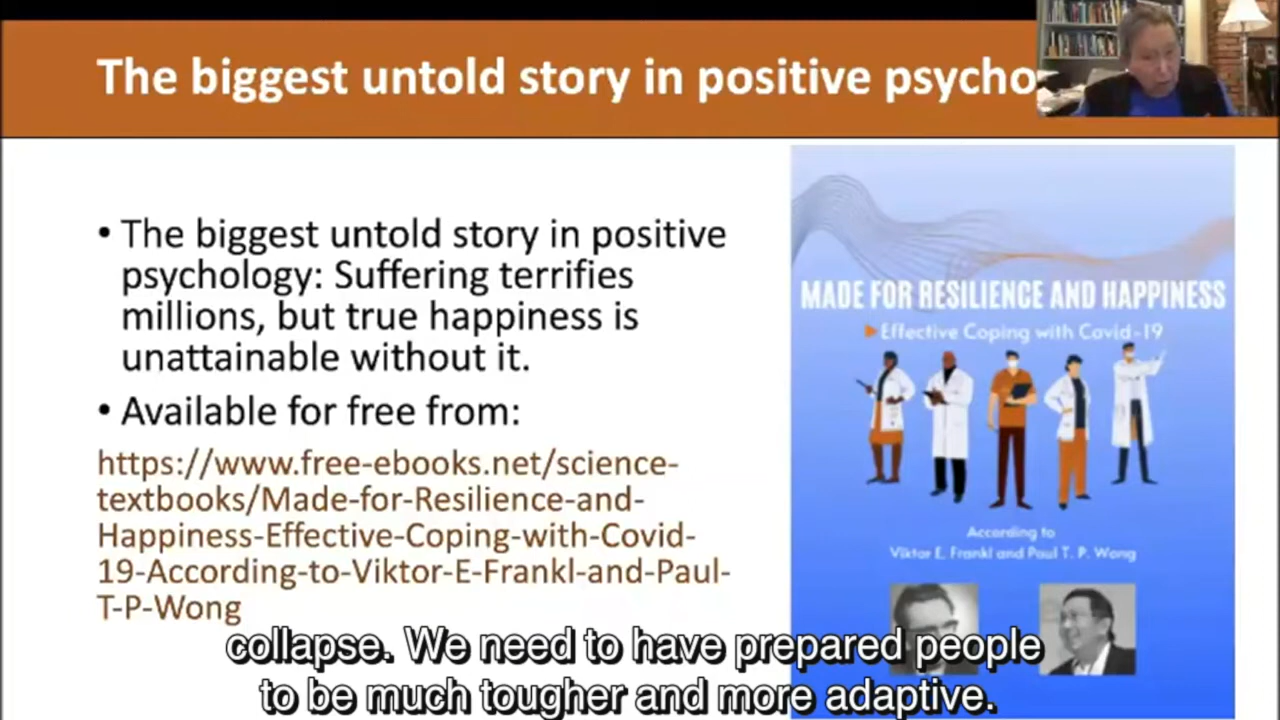 The biggest untold story in positive psycho
• The biggest untold story in positive
psychology: Suffering terrifies
millions, but true happiness is
unattainable without it.
• Available for free from:
https://www.free-ebooks.net/science-
textbooks/Made-for-Resilience-and-
Happiness-Effective-Coping-with-Covid-
19-According-to-Viktor-E-Frankl-and-Paul-
T-P-Wong
MADE FOR RESILIENCE AND HAPPINESS
Effective Coping with Covid-19
According to
Viktor E. Frankl and Paul T. P. Wong
collapse. We need to have prepared people
to be much tougher and more adaptive.